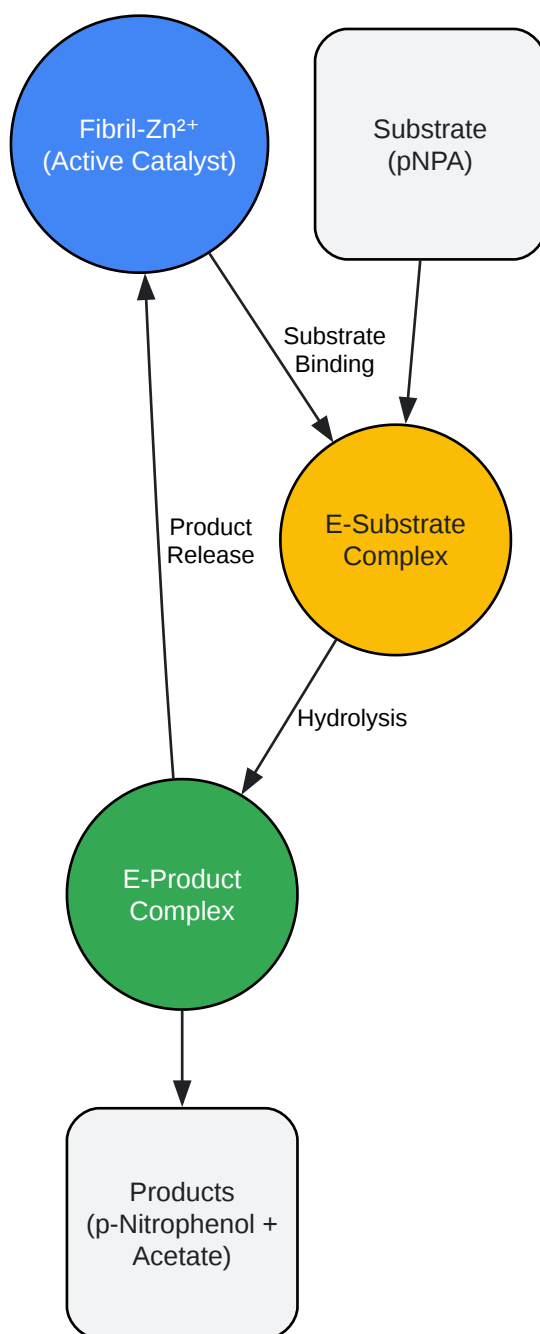 Fibril-Zn²⁺
(Active Catalyst)
Substrate
(pNPA)
Substrate
Binding
E-Substrate
Complex
Product
Release
Hydrolysis
E-Product
Complex
Products
(p-Nitrophenol +
Acetate)